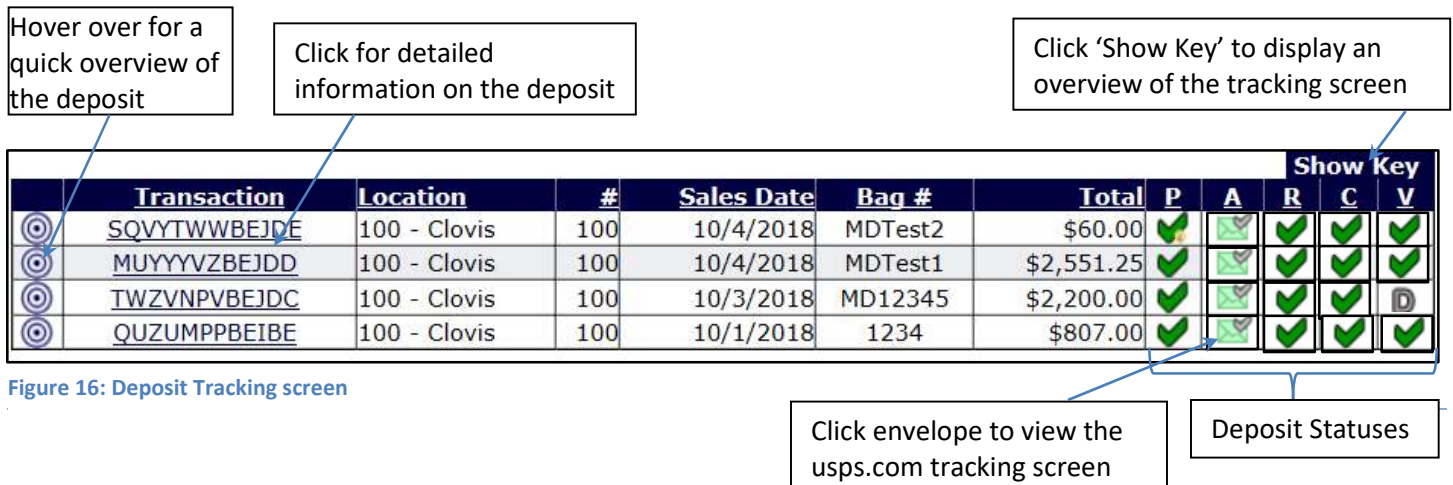 Hover over for a
quick overview of
the deposit
Click for detailed
information on the deposit
Click ‘Show Key’ to display an
overview of the tracking screen
Show Key
Transaction Location # Sales Date Bag # Total P A R C V
SQVYTWWBEJDE 100 - Clovis 100 10/4/2018 MDTest2 $60.00
MUYYYVZBEJDD 100 - Clovis 100 10/4/2018 MDTest1 $2,551.25
TWZVNPVBEJDC 100 - Clovis 100 10/3/2018 MD12345 $2,200.00 D
QUZUMPPBEIBE 100 - Clovis 100 10/1/2018 1234 $807.00
Figure 16: Deposit Tracking screen
Click envelope to view the
usps.com tracking screen
Deposit Statuses